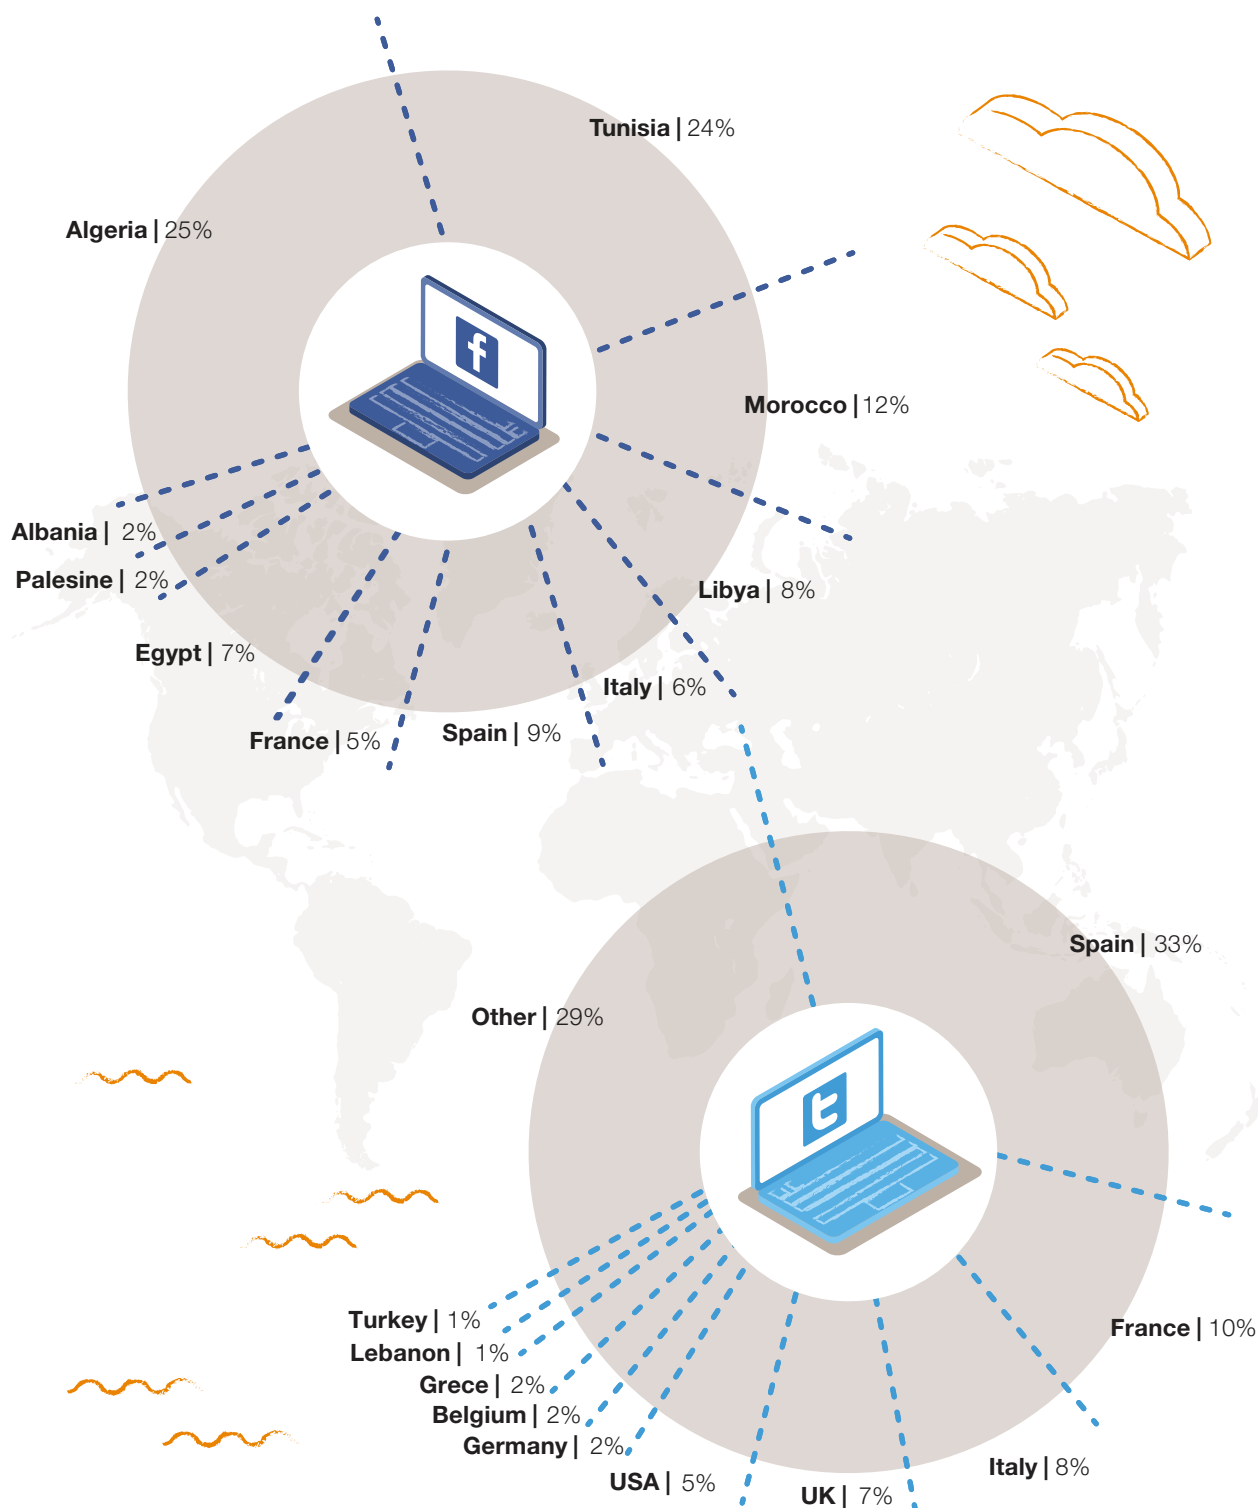 Tunisia | 24%
Algeria | 25%
f
Morocco | 12%
Albania | 2%
Palesine | 2%
Libya | 8%
Egypt | 7%
Italy | 6%
France | 5%
Spain | 9%
Spain | 33%
Other | 29%
t
Turkey | 1%
Lebanon | 1%
France | 10%
Grece | 2%
Belgium | 2%
Germany | 2%
Italy | 8%
USA | 5%
UK | 7%